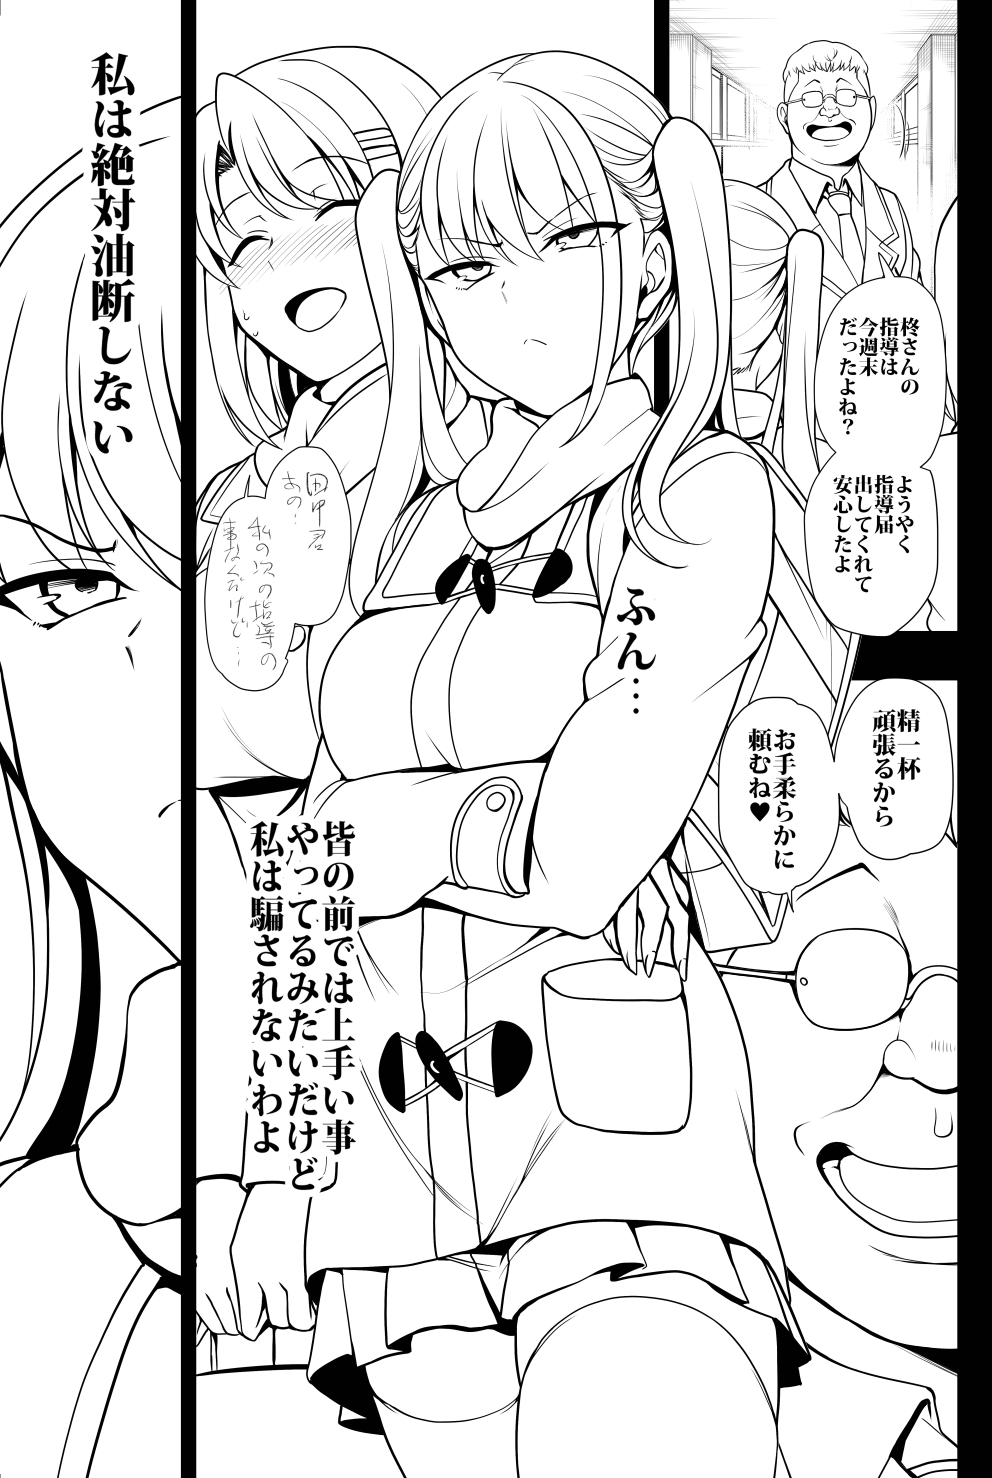 柊さんの
指導は
今週末
だったよね?
ようやく
指導届
出してくれて
安心したよ
精一杯
頑張るから
お手柔らかに
頼むね♥
ふん…
田中君
あの…
私の次の指導の
事なんだけど…
皆の前では上手い事
やってるみたいだけど
私は騙されないわよ
私は絶対油断しない